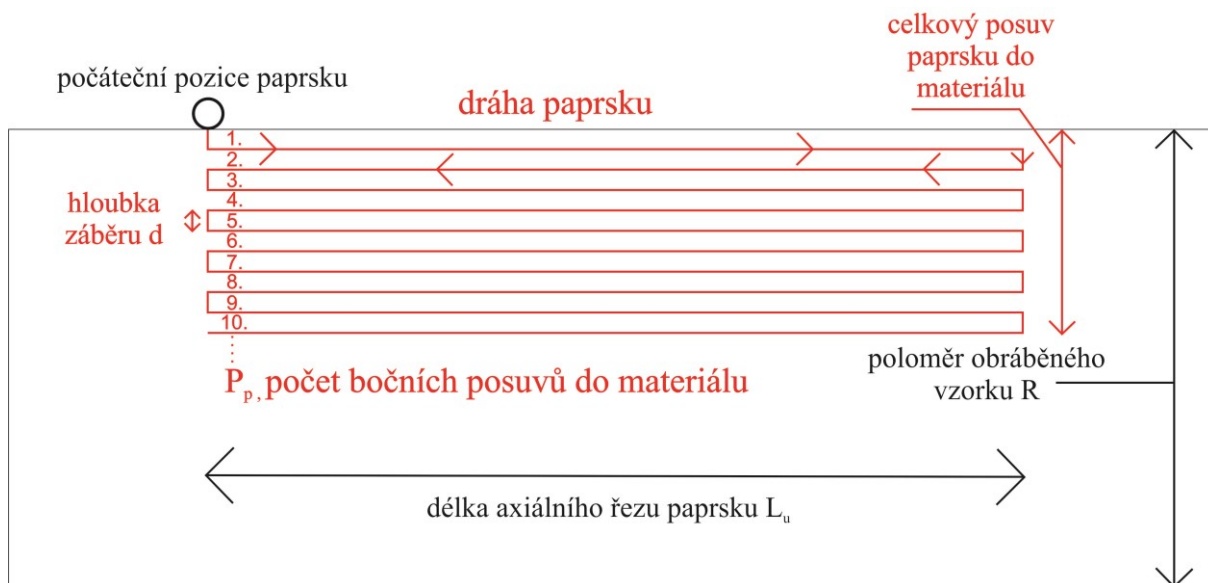 celkový posuv
paprsku do
materiálu
počáteční pozice paprsku
dráha paprsku
1.
2.
3.
4.
5.
6.
7.
8.
9.
10.
hloubka
záběru d
poloměr obráběného
vzorku R
Pp, počet bočních posuvů do materiálu
délka axiálního řezu paprsku Lu